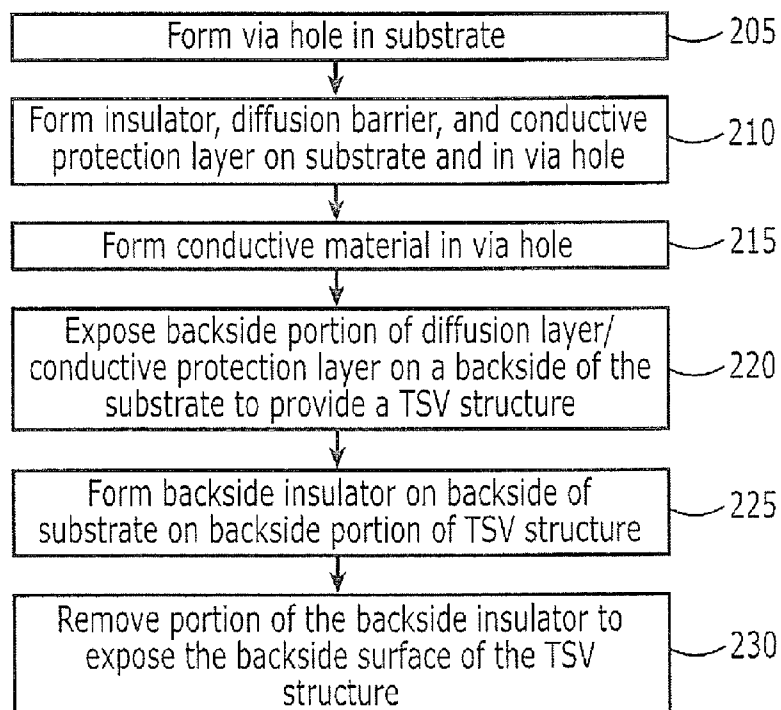 Form via hole in substrate
205
Form insulator, diffusion barrier, and conductive
protection layer on substrate and in via hole
210
Form conductive material in via hole
215
Expose backside portion of diffusion layer/
conductive protection layer on a backside of the
substrate to provide a TSV structure
220
Form backside insulator on backside of
substrate on backside portion of TSV structure
225
Remove portion of the backside insulator to
expose the backside surface of the TSV
structure
230